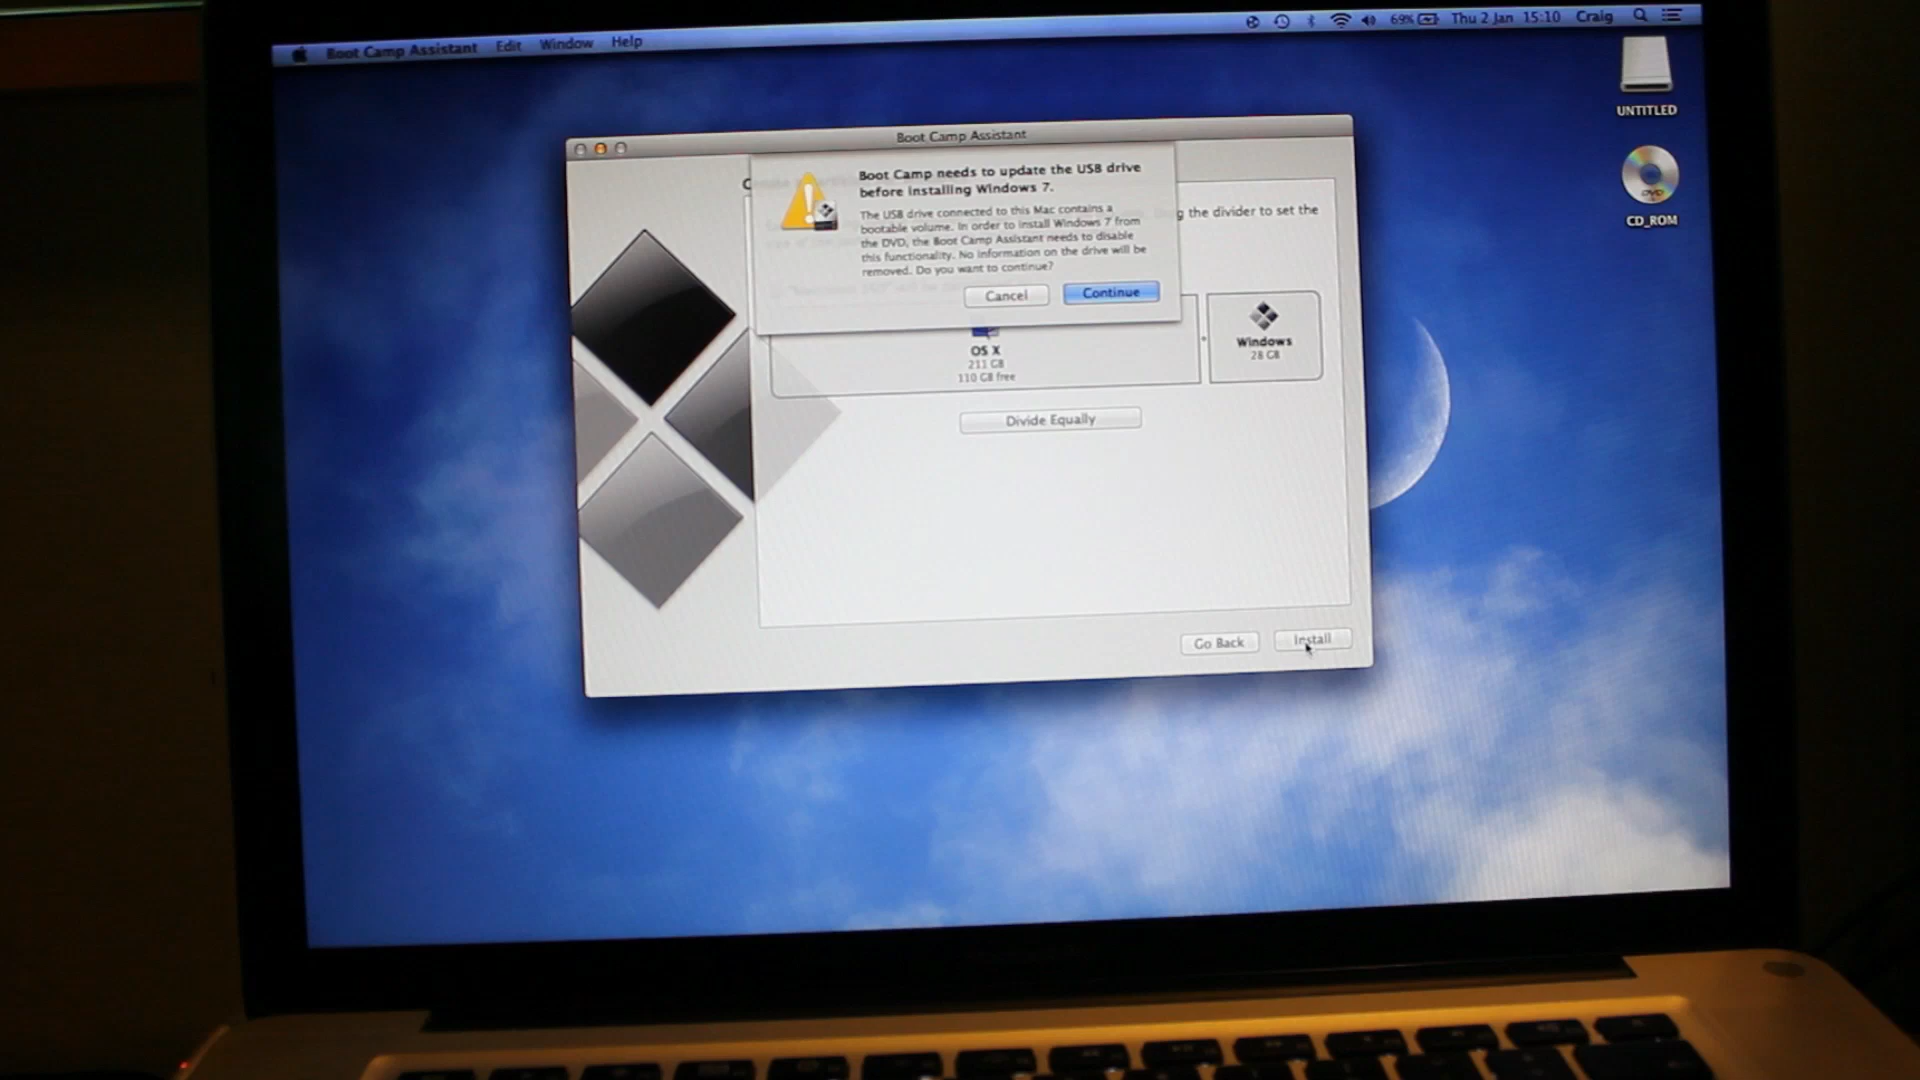 Boot Camp Assistant Edit Window Help
69% Thu 2 Jan 15:10 Craig
UNTITLED
CD_ROM
Boot Camp Assistant
Boot Camp needs to update the USB drive
before installing Windows 7.
The USB drive connected to this Mac contains a
bootable volume. In order to install Windows 7 from
the DVD, the Boot Camp Assistant needs to disable
this functionality. No information on the drive will be
removed. Do you want to continue?
Cancel Continue
the divider to set the
OS X
211 GB
110 GB free
Windows
28 GB
Divide Equally
Go Back Install
DVD